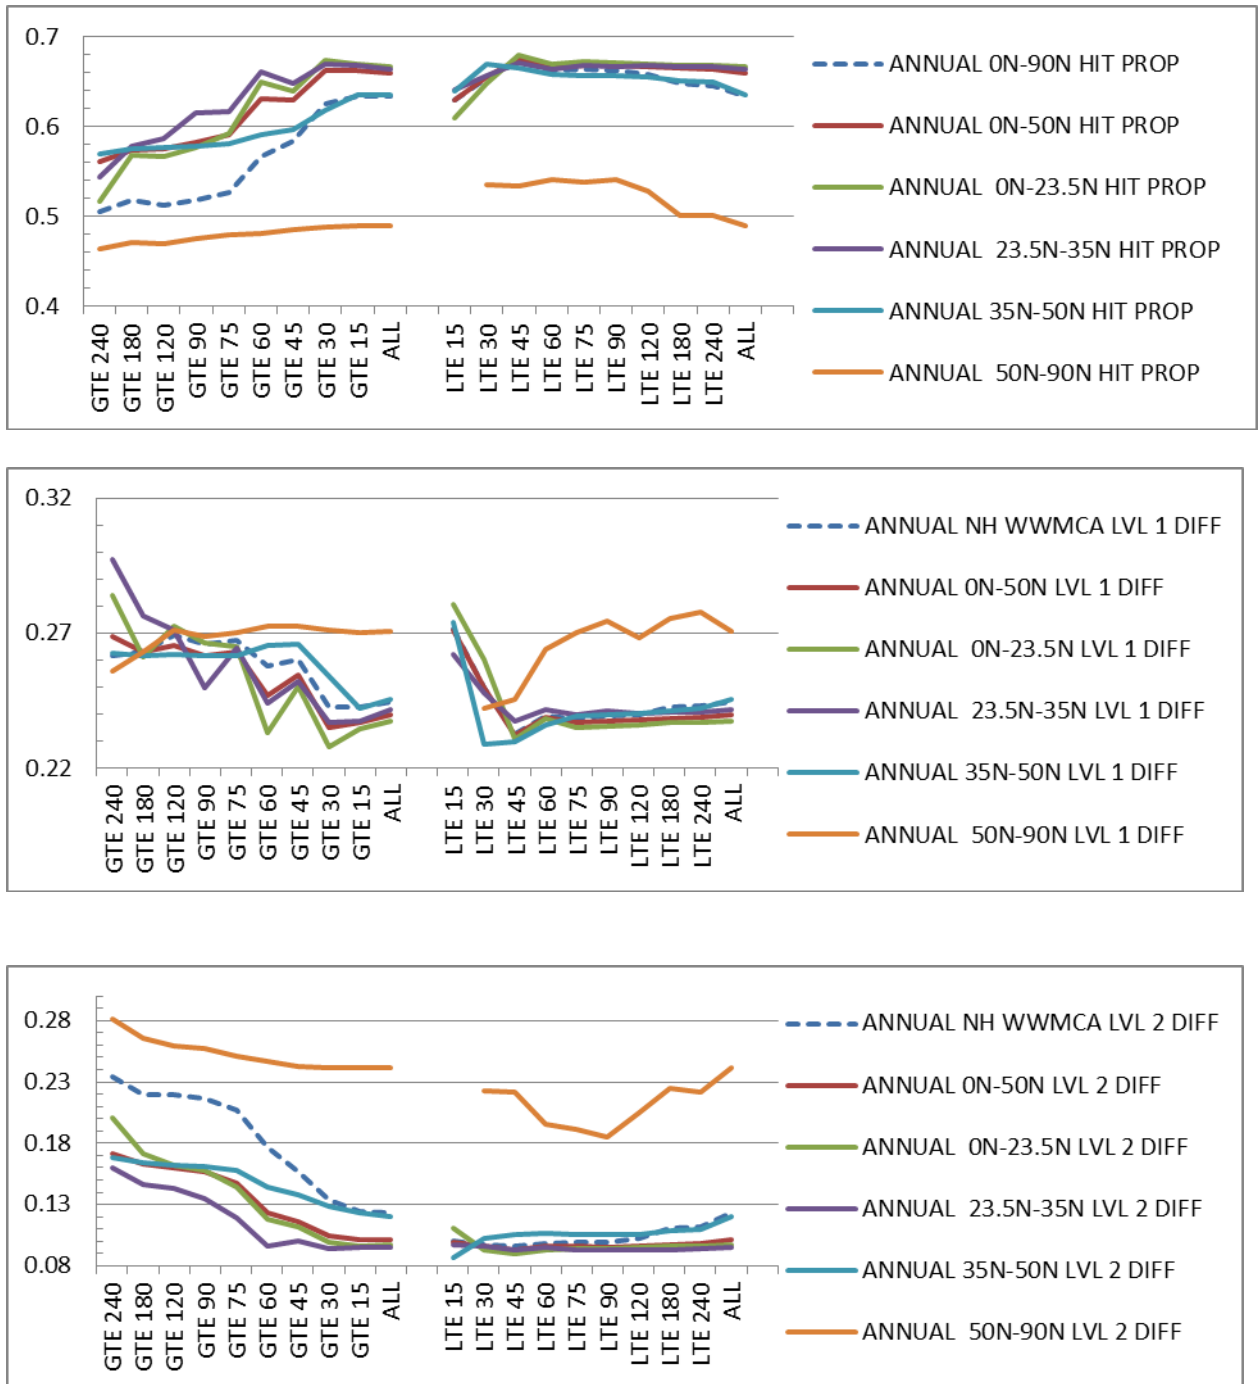 0.7
0.6
0.5
0.4
GTE 240
GTE 180
GTE 120
GTE 90
GTE 75
GTE 60
GTE 45
GTE 30
GTE 15
ALL
LTE 15
LTE 30
LTE 45
LTE 60
LTE 75
LTE 90
LTE 120
LTE 180
LTE 240
ALL
ANNUAL 0N-90N HIT PROP
ANNUAL 0N-50N HIT PROP
ANNUAL 0N-23.5N HIT PROP
ANNUAL 23.5N-35N HIT PROP
ANNUAL 35N-50N HIT PROP
ANNUAL 50N-90N HIT PROP
0.32
0.27
0.22
GTE 240
GTE 180
GTE 120
GTE 90
GTE 75
GTE 60
GTE 45
GTE 30
GTE 15
ALL
LTE 15
LTE 30
LTE 45
LTE 60
LTE 75
LTE 90
LTE 120
LTE 180
LTE 240
ALL
ANNUAL NH WWMCA LVL 1 DIFF
ANNUAL 0N-50N LVL 1 DIFF
ANNUAL 0N-23.5N LVL 1 DIFF
ANNUAL 23.5N-35N LVL 1 DIFF
ANNUAL 35N-50N LVL 1 DIFF
ANNUAL 50N-90N LVL 1 DIFF
0.28
0.23
0.18
0.13
0.08
GTE 240
GTE 180
GTE 120
GTE 90
GTE 75
GTE 60
GTE 45
GTE 30
GTE 15
ALL
LTE 15
LTE 30
LTE 45
LTE 60
LTE 75
LTE 90
LTE 120
LTE 180
LTE 240
ALL
ANNUAL NH WWMCA LVL 2 DIFF
ANNUAL 0N-50N LVL 2 DIFF
ANNUAL 0N-23.5N LVL 2 DIFF
ANNUAL 23.5N-35N LVL 2 DIFF
ANNUAL 35N-50N LVL 2 DIFF
ANNUAL 50N-90N LVL 2 DIFF